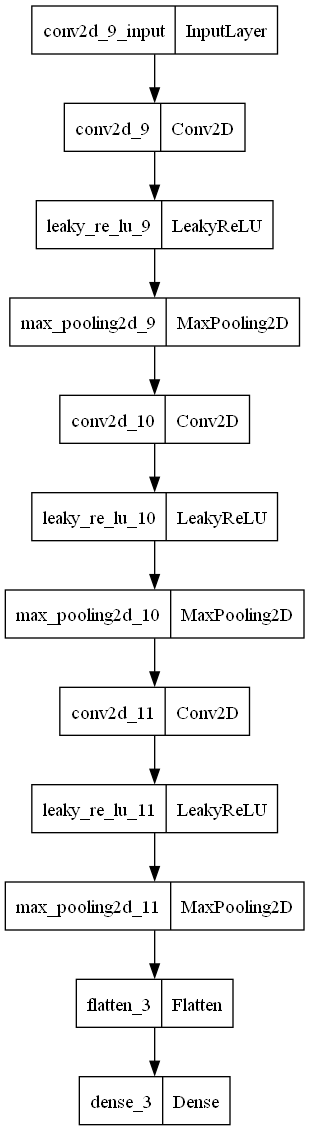 conv2d_9_input InputLayer
conv2d_9 Conv2D
leaky_re_lu_9 LeakyReLU
max_pooling2d_9 MaxPooling2D
conv2d_10 Conv2D
leaky_re_lu_10 LeakyReLU
max_pooling2d_10 MaxPooling2D
conv2d_11 Conv2D
leaky_re_lu_11 LeakyReLU
max_pooling2d_11 MaxPooling2D
flatten_3 Flatten
dense_3 Dense